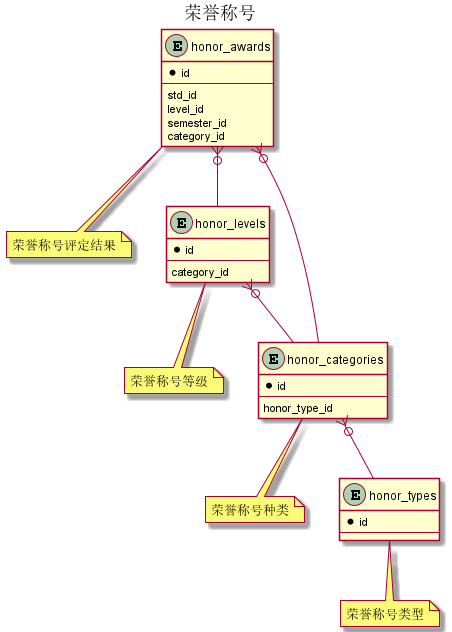 荣誉称号
E honor_awards
id
std_id
level_id
semester_id
category_id
荣誉称号评定结果
E honor_levels
id
category_id
荣誉称号等级
E honor_categories
id
honor_type_id
荣誉称号种类
E honor_types
id
荣誉称号类型